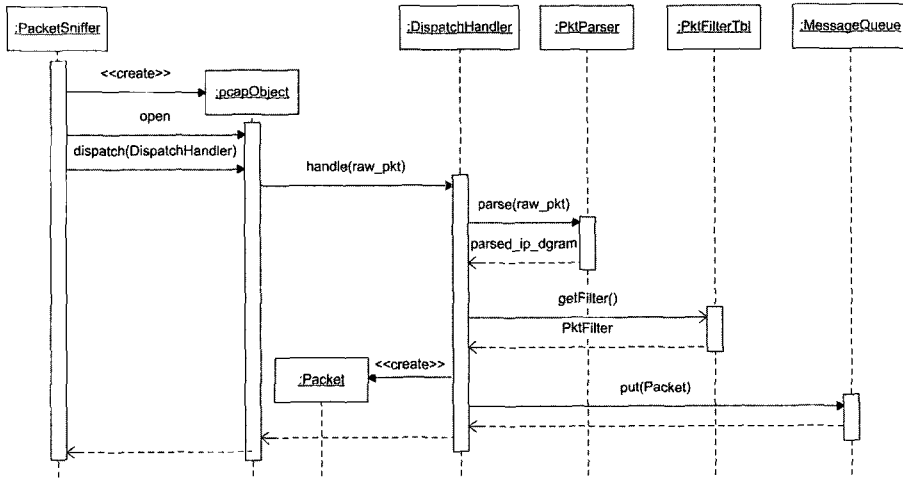 :PacketSniffer
:DispatchHandler
:PktParser
:PktFilterTbl
:MessageQueue
<<create>>
:pcapObject
open
dispatch(DispatchHandler)
handle(raw_pkt)
parse(raw_pkt)
parsed_ip_dgram
getFilter()
PktFilter
<<create>>
:Packet
put(Packet)